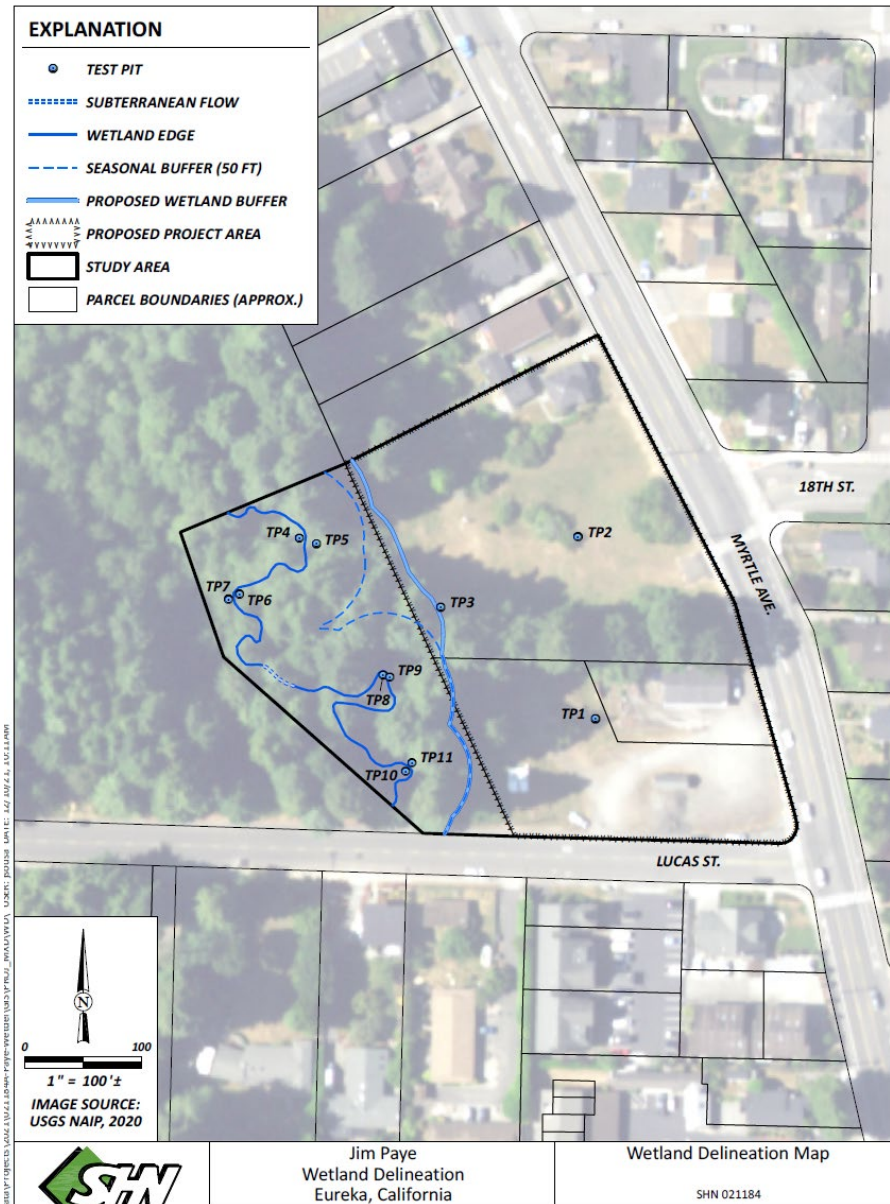 EXPLANATION
TEST PIT
SUBTERRANEAN FLOW
WETLAND EDGE
SEASONAL BUFFER (50 FT)
PROPOSED WETLAND BUFFER
PROPOSED PROJECT AREA
STUDY AREA
PARCEL BOUNDARIES (APPROX.)
18TH ST.
MYRTLE AVE.
TP4
TP5
TP2
TP7
TP6
TP3
TP9
TP8
TP1
TP11
TP10
LUCAS ST.
N
0 100
1" = 100'±
IMAGE SOURCE:
USGS NAIP, 2020
SHN
Jim Paye
Wetland Delineation
Eureka, California
Wetland Delineation Map
SHN 021184